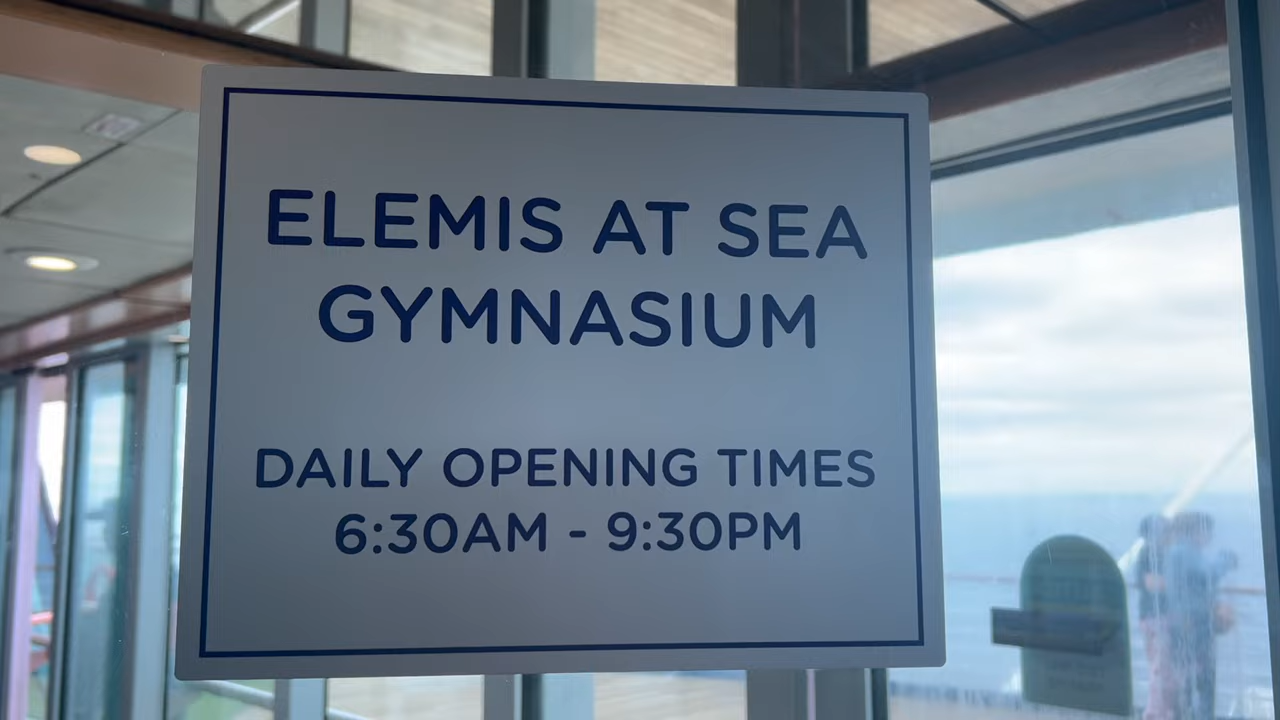 ELEMIS AT SEA
GYMNASIUM
DAILY OPENING TIMES
6:30AM - 9:30PM